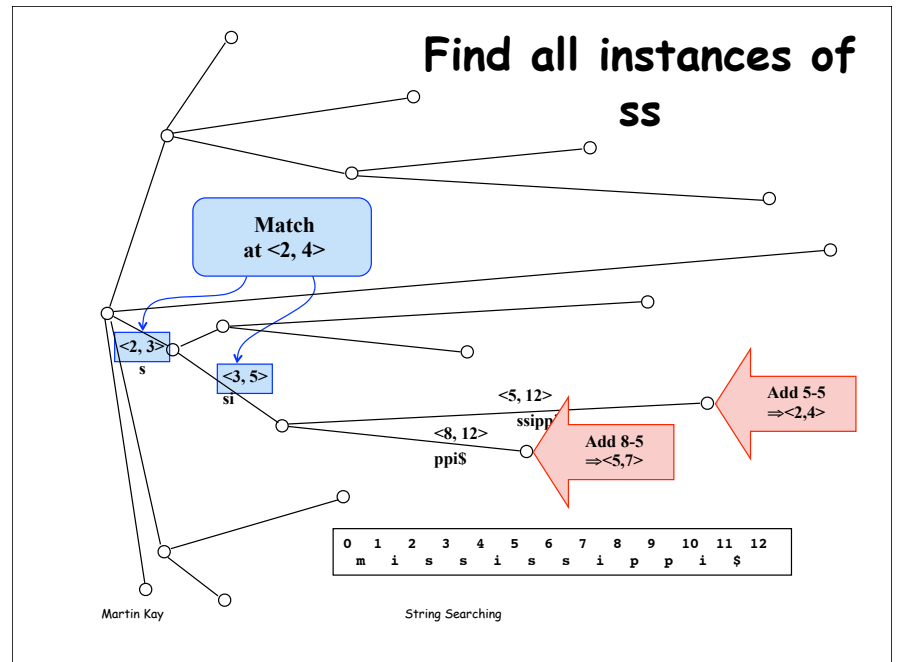 Find all instances of
ss
Match
at <2, 4>
<2, 3>
s
<3, 5>
si
<5, 12>
ssipp
<8, 12>
ppi$
Add 5-5
⇒<2,4>
Add 8-5
⇒<5,7>
0 1 2 3 4 5 6 7 8 9 10 11 12
m i s s i s s i p p i $
Martin Kay
String Searching